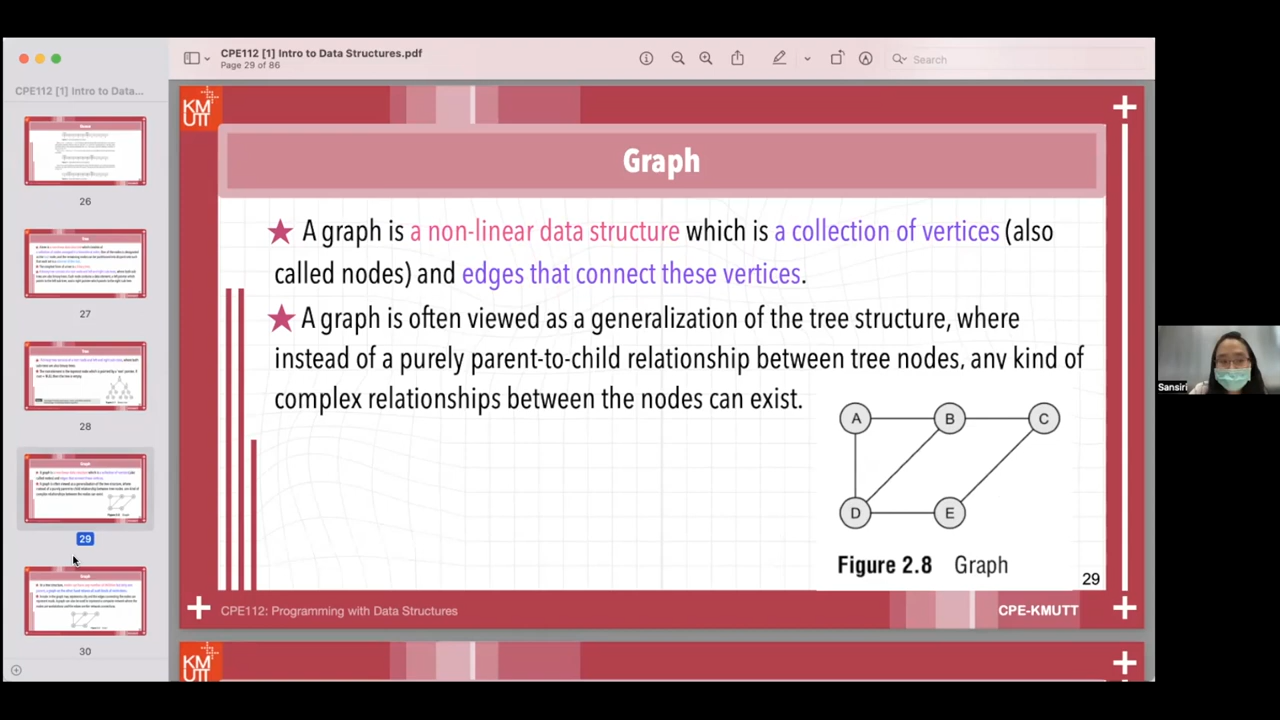 CPE112 [1] Intro to Data Structures.pdf
Page 29 of 86
Search
CPE112 [1] Intro to Data...
26
27
28
29
30
KM
UTT
Graph
★ A graph is a non-linear data structure which is a collection of vertices (also
called nodes) and edges that connect these vertices.
★ A graph is often viewed as a generalization of the tree structure, where
instead of a purely parent-to-child relationship between tree nodes, any kind of
complex relationships between the nodes can exist.
A B C
D E
Figure 2.8 Graph
29
CPE112: Programming with Data Structures
CPE-KMUTT
KM
UTT
Sansiri